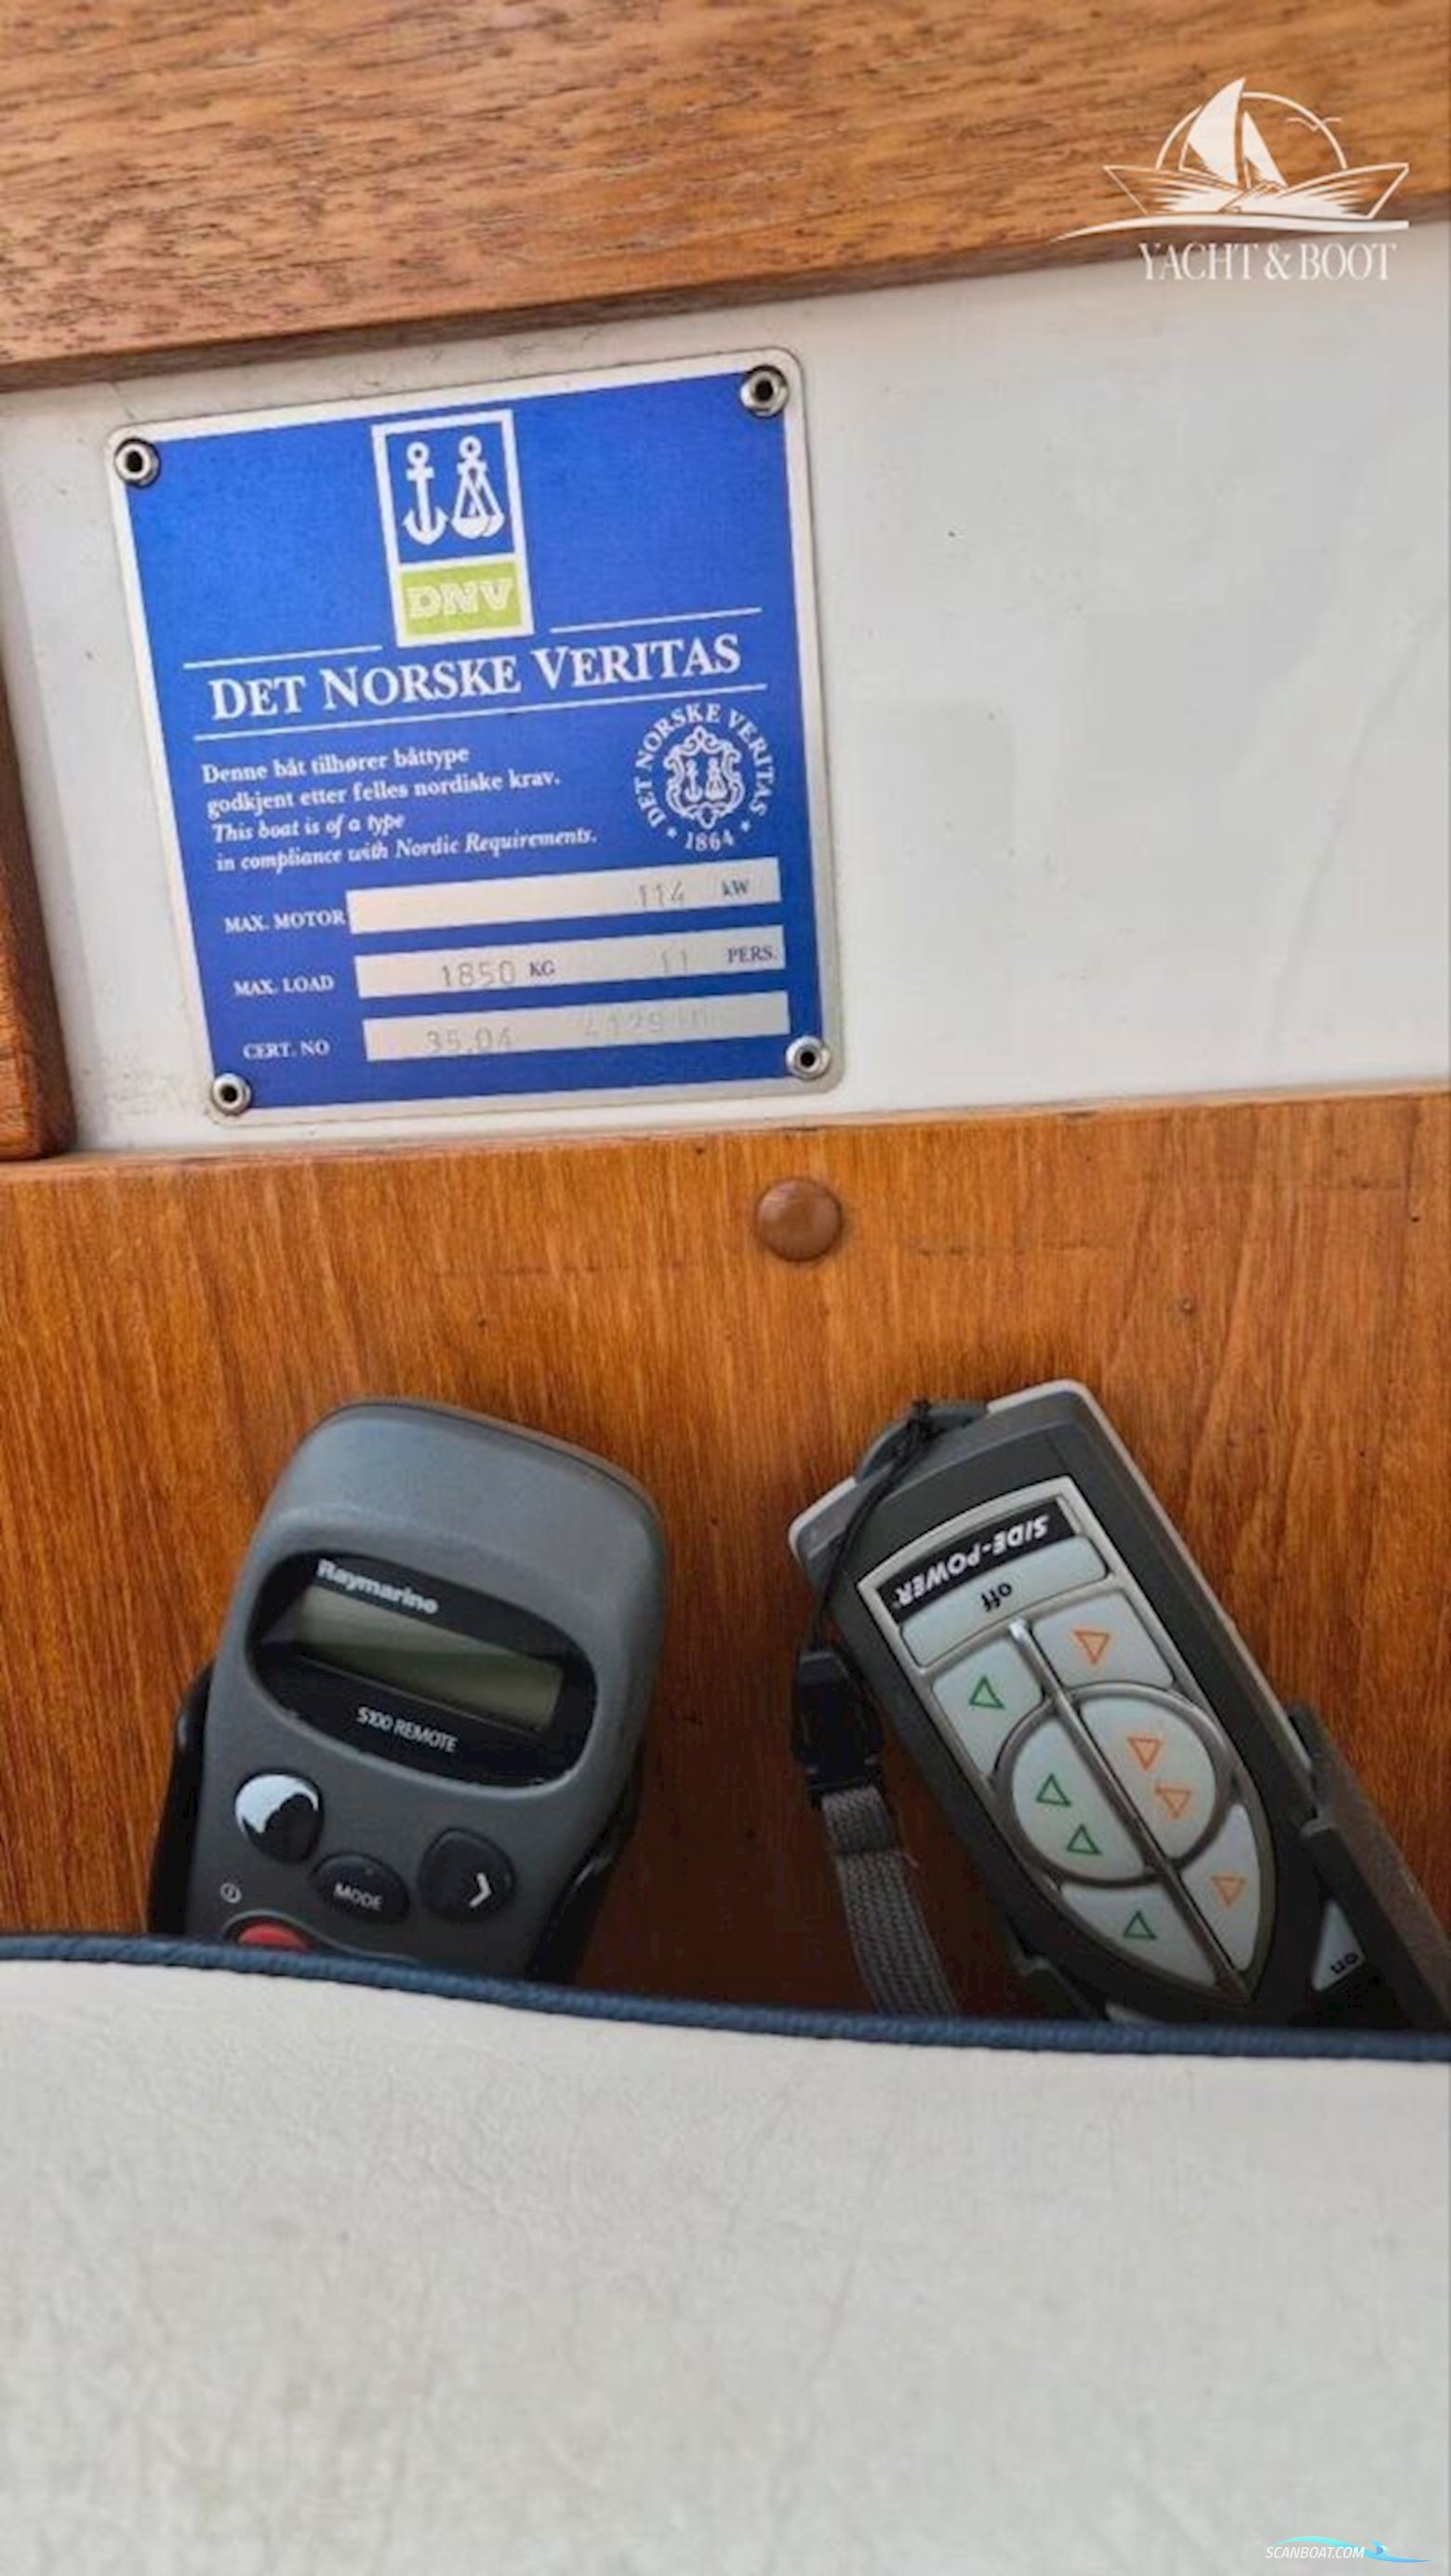 YACHT & BOOT
DNV
DET NORSKE VERITAS
Denne båt tilhører båttype
godkjent etter felles nordiske krav.
This boat is of a type
in compliance with Nordic Requirements.
DET NORSKE VERITAS
1864
MAX. MOTOR 114 kW
MAX. LOAD 1850 KG 11 PERS.
CERT. NO 35.04
Raymarine
S100 REMOTE
MODE
SIDE-POWER
off
on
SCANBOAT.COM